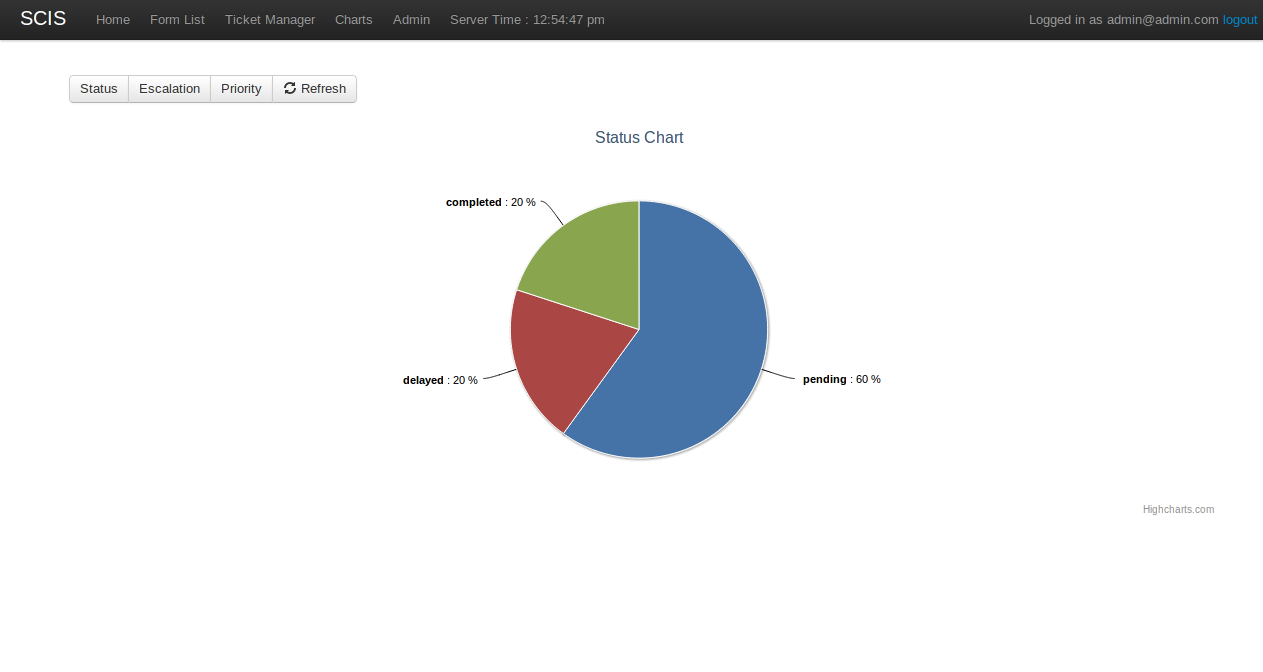 SCIS Home Form List Ticket Manager Charts Admin Server Time : 12:54:47 pm Logged in as admin@admin.com logout
Status Escalation Priority Refresh
Status Chart
completed : 20 %
delayed : 20 %
pending : 60 %
Highcharts.com